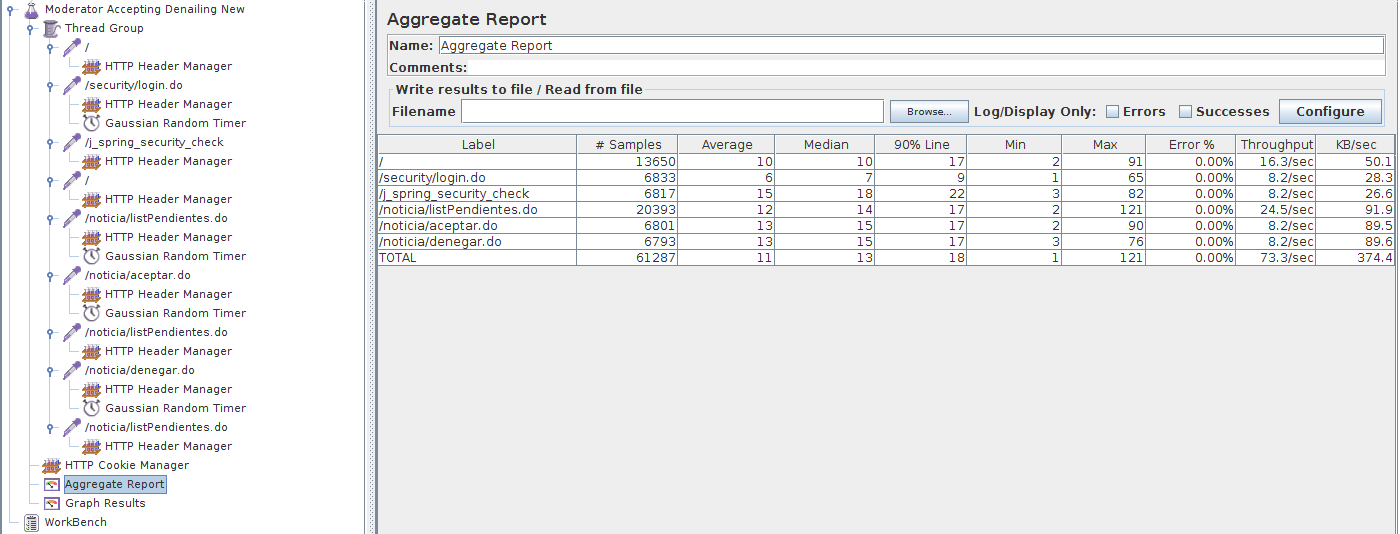 Moderator Accepting Denailing New
Thread Group
/
HTTP Header Manager
/security/login.do
HTTP Header Manager
Gaussian Random Timer
/j_spring_security_check
HTTP Header Manager
/
HTTP Header Manager
/noticia/listPendientes.do
HTTP Header Manager
Gaussian Random Timer
/noticia/aceptar.do
HTTP Header Manager
Gaussian Random Timer
/noticia/listPendientes.do
HTTP Header Manager
/noticia/denegar.do
HTTP Header Manager
Gaussian Random Timer
/noticia/listPendientes.do
HTTP Header Manager
HTTP Cookie Manager
Aggregate Report
Graph Results
WorkBench
Aggregate Report
Name: Aggregate Report
Comments:
Write results to file / Read from file
Filename Browse... Log/Display Only: Errors Successes Configure
Label # Samples Average Median 90% Line Min Max Error % Throughput KB/sec
/ 13650 10 10 17 2 91 0.00% 16.3/sec 50.1
/security/login.do 6833 6 7 9 1 65 0.00% 8.2/sec 28.3
/j_spring_security_check 6817 15 18 22 3 82 0.00% 8.2/sec 26.6
/noticia/listPendientes.do 20393 12 14 17 2 121 0.00% 24.5/sec 91.9
/noticia/aceptar.do 6801 13 15 17 2 90 0.00% 8.2/sec 89.5
/noticia/denegar.do 6793 13 15 17 3 76 0.00% 8.2/sec 89.6
TOTAL 61287 11 13 18 1 121 0.00% 73.3/sec 374.4